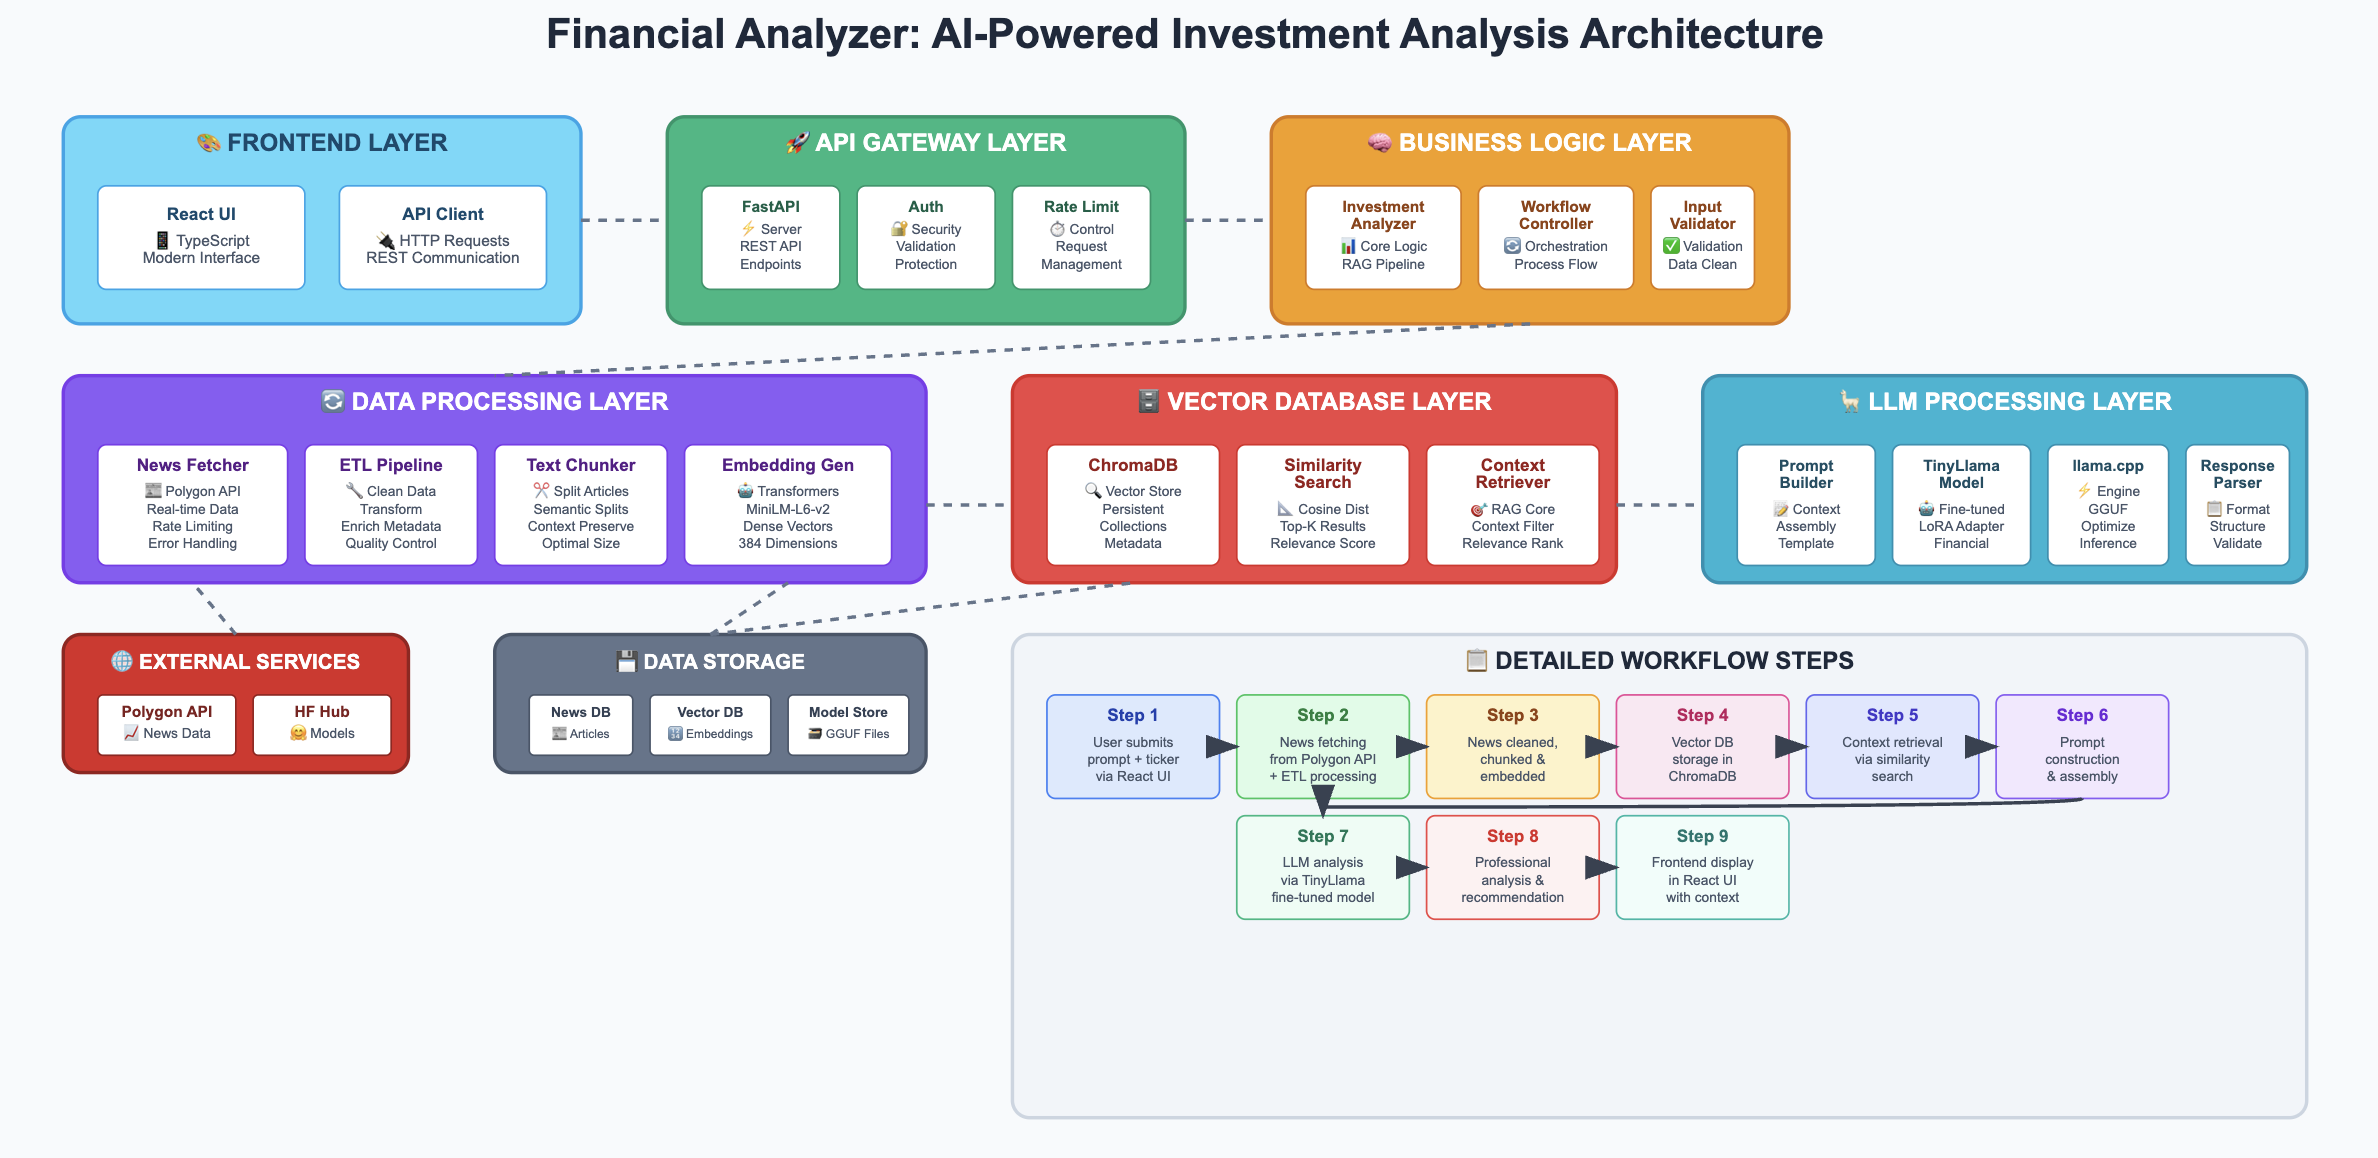 Financial Analyzer: AI-Powered Investment Analysis Architecture
🎨 FRONTEND LAYER
React UI
📱 TypeScript
Modern Interface
API Client
🔌 HTTP Requests
REST Communication
🚀 API GATEWAY LAYER
FastAPI
⚡ Server
REST API
Endpoints
Auth
🔐 Security
Validation
Protection
Rate Limit
⏱️ Control
Request
Management
🧠 BUSINESS LOGIC LAYER
Investment
Analyzer
📊 Core Logic
RAG Pipeline
Workflow
Controller
🔄 Orchestration
Process Flow
Input
Validator
✅ Validation
Data Clean
🔄 DATA PROCESSING LAYER
News Fetcher
📰 Polygon API
Real-time Data
Rate Limiting
Error Handling
ETL Pipeline
🔧 Clean Data
Transform
Enrich Metadata
Quality Control
Text Chunker
✂️ Split Articles
Semantic Splits
Context Preserve
Optimal Size
Embedding Gen
🤖 Transformers
MiniLM-L6-v2
Dense Vectors
384 Dimensions
🗄️ VECTOR DATABASE LAYER
ChromaDB
🔍 Vector Store
Persistent
Collections
Metadata
Similarity
Search
📐 Cosine Dist
Top-K Results
Relevance Score
Context
Retriever
🎯 RAG Core
Context Filter
Relevance Rank
🦙 LLM PROCESSING LAYER
Prompt
Builder
📝 Context
Assembly
Template
TinyLlama
Model
🤖 Fine-tuned
LoRA Adapter
Financial
llama.cpp
⚡ Engine
GGUF
Optimize
Inference
Response
Parser
📋 Format
Structure
Validate
🌐 EXTERNAL SERVICES
Polygon API
📈 News Data
HF Hub
🤗 Models
💾 DATA STORAGE
News DB
📰 Articles
Vector DB
🔢 Embeddings
Model Store
🗃️ GGUF Files
📋 DETAILED WORKFLOW STEPS
Step 1
User submits
prompt + ticker
via React UI
Step 2
News fetching
from Polygon API
+ ETL processing
Step 3
News cleaned,
chunked &
embedded
Step 4
Vector DB
storage in
ChromaDB
Step 5
Context retrieval
via similarity
search
Step 6
Prompt
construction
& assembly
Step 7
LLM analysis
via TinyLlama
fine-tuned model
Step 8
Professional
analysis &
recommendation
Step 9
Frontend display
in React UI
with context